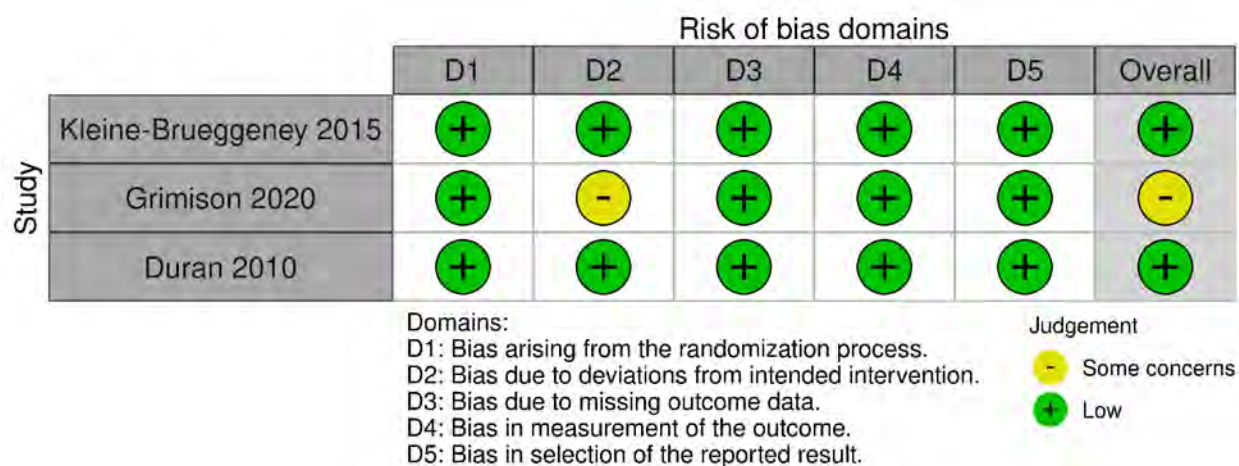 Risk of bias domains
D1 D2 D3 D4 D5 Overall
Study
Kleine-Brueggeney 2015 + + + + + +
Grimison 2020 + - + + + -
Duran 2010 + + + + + +
Domains:
D1: Bias arising from the randomization process.
D2: Bias due to deviations from intended intervention.
D3: Bias due to missing outcome data.
D4: Bias in measurement of the outcome.
D5: Bias in selection of the reported result.
Judgement
- Some concerns
+ Low